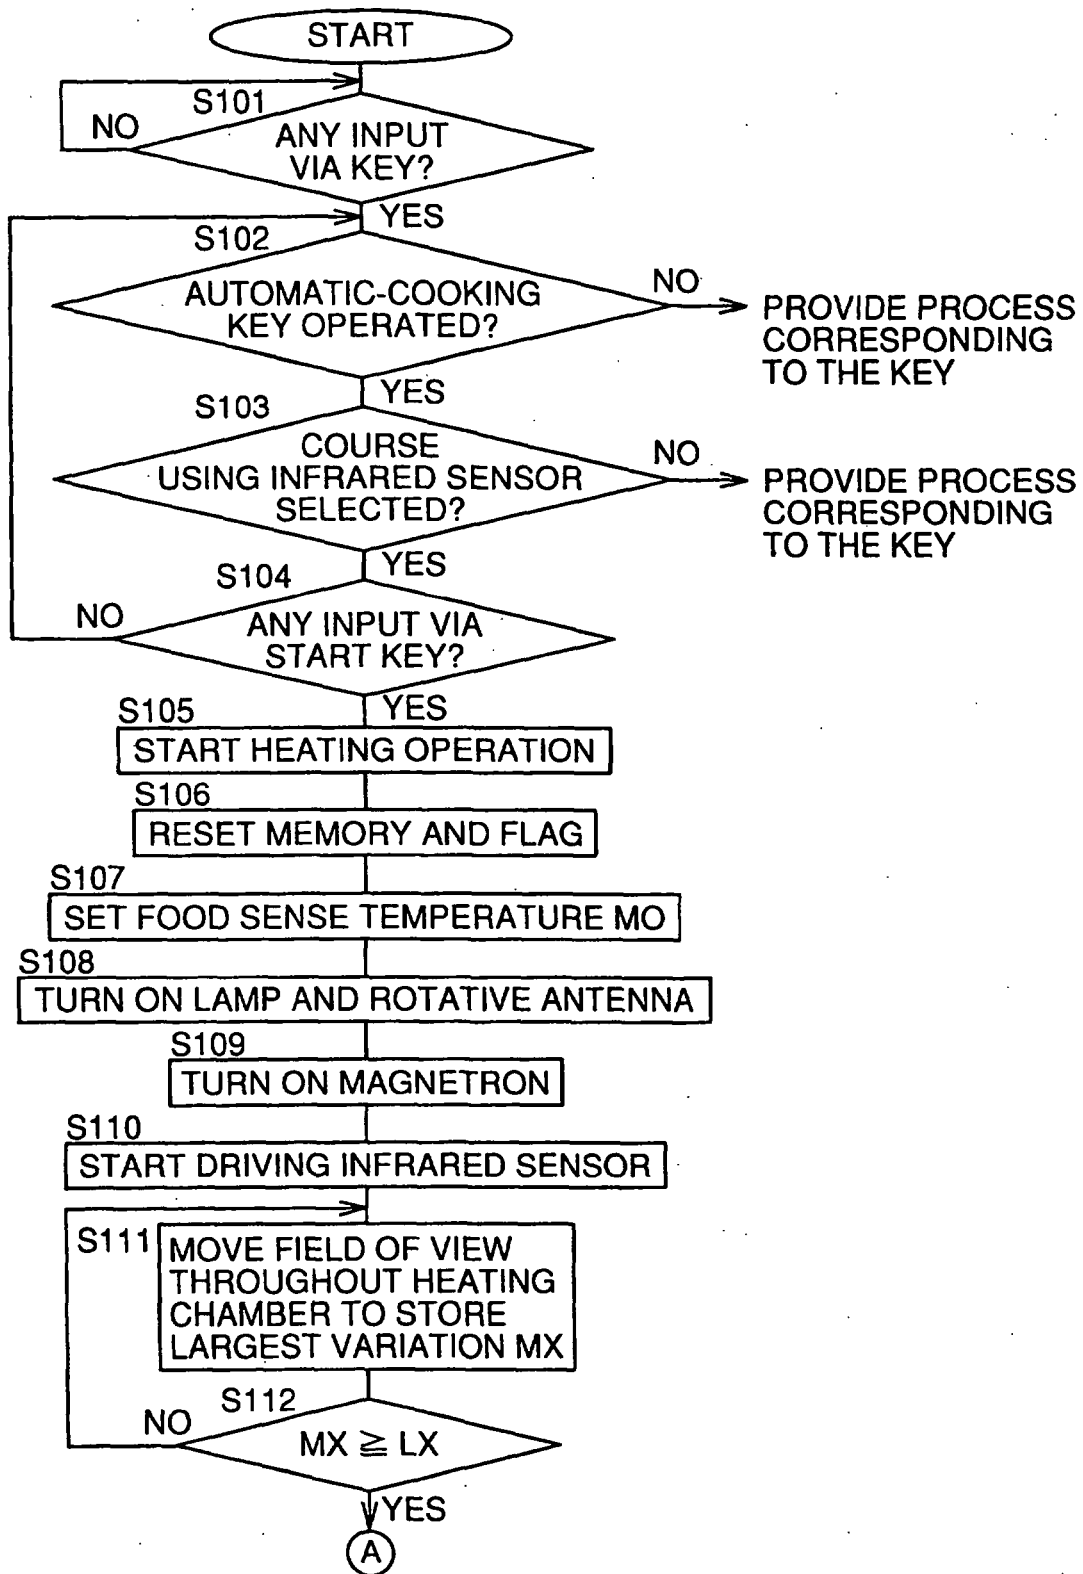 START
S101
NO
ANY INPUT
VIA KEY?
YES
S102
NO
AUTOMATIC-COOKING
KEY OPERATED?
PROVIDE PROCESS
CORRESPONDING
TO THE KEY
YES
S103
NO
COURSE
USING INFRARED SENSOR
SELECTED?
PROVIDE PROCESS
CORRESPONDING
TO THE KEY
YES
S104
NO
ANY INPUT VIA
START KEY?
YES
S105
START HEATING OPERATION
S106
RESET MEMORY AND FLAG
S107
SET FOOD SENSE TEMPERATURE MO
S108
TURN ON LAMP AND ROTATIVE ANTENNA
S109
TURN ON MAGNETRON
S110
START DRIVING INFRARED SENSOR
S111
MOVE FIELD OF VIEW
THROUGHOUT HEATING
CHAMBER TO STORE
LARGEST VARIATION MX
S112
NO
MX ≧ LX
YES
A